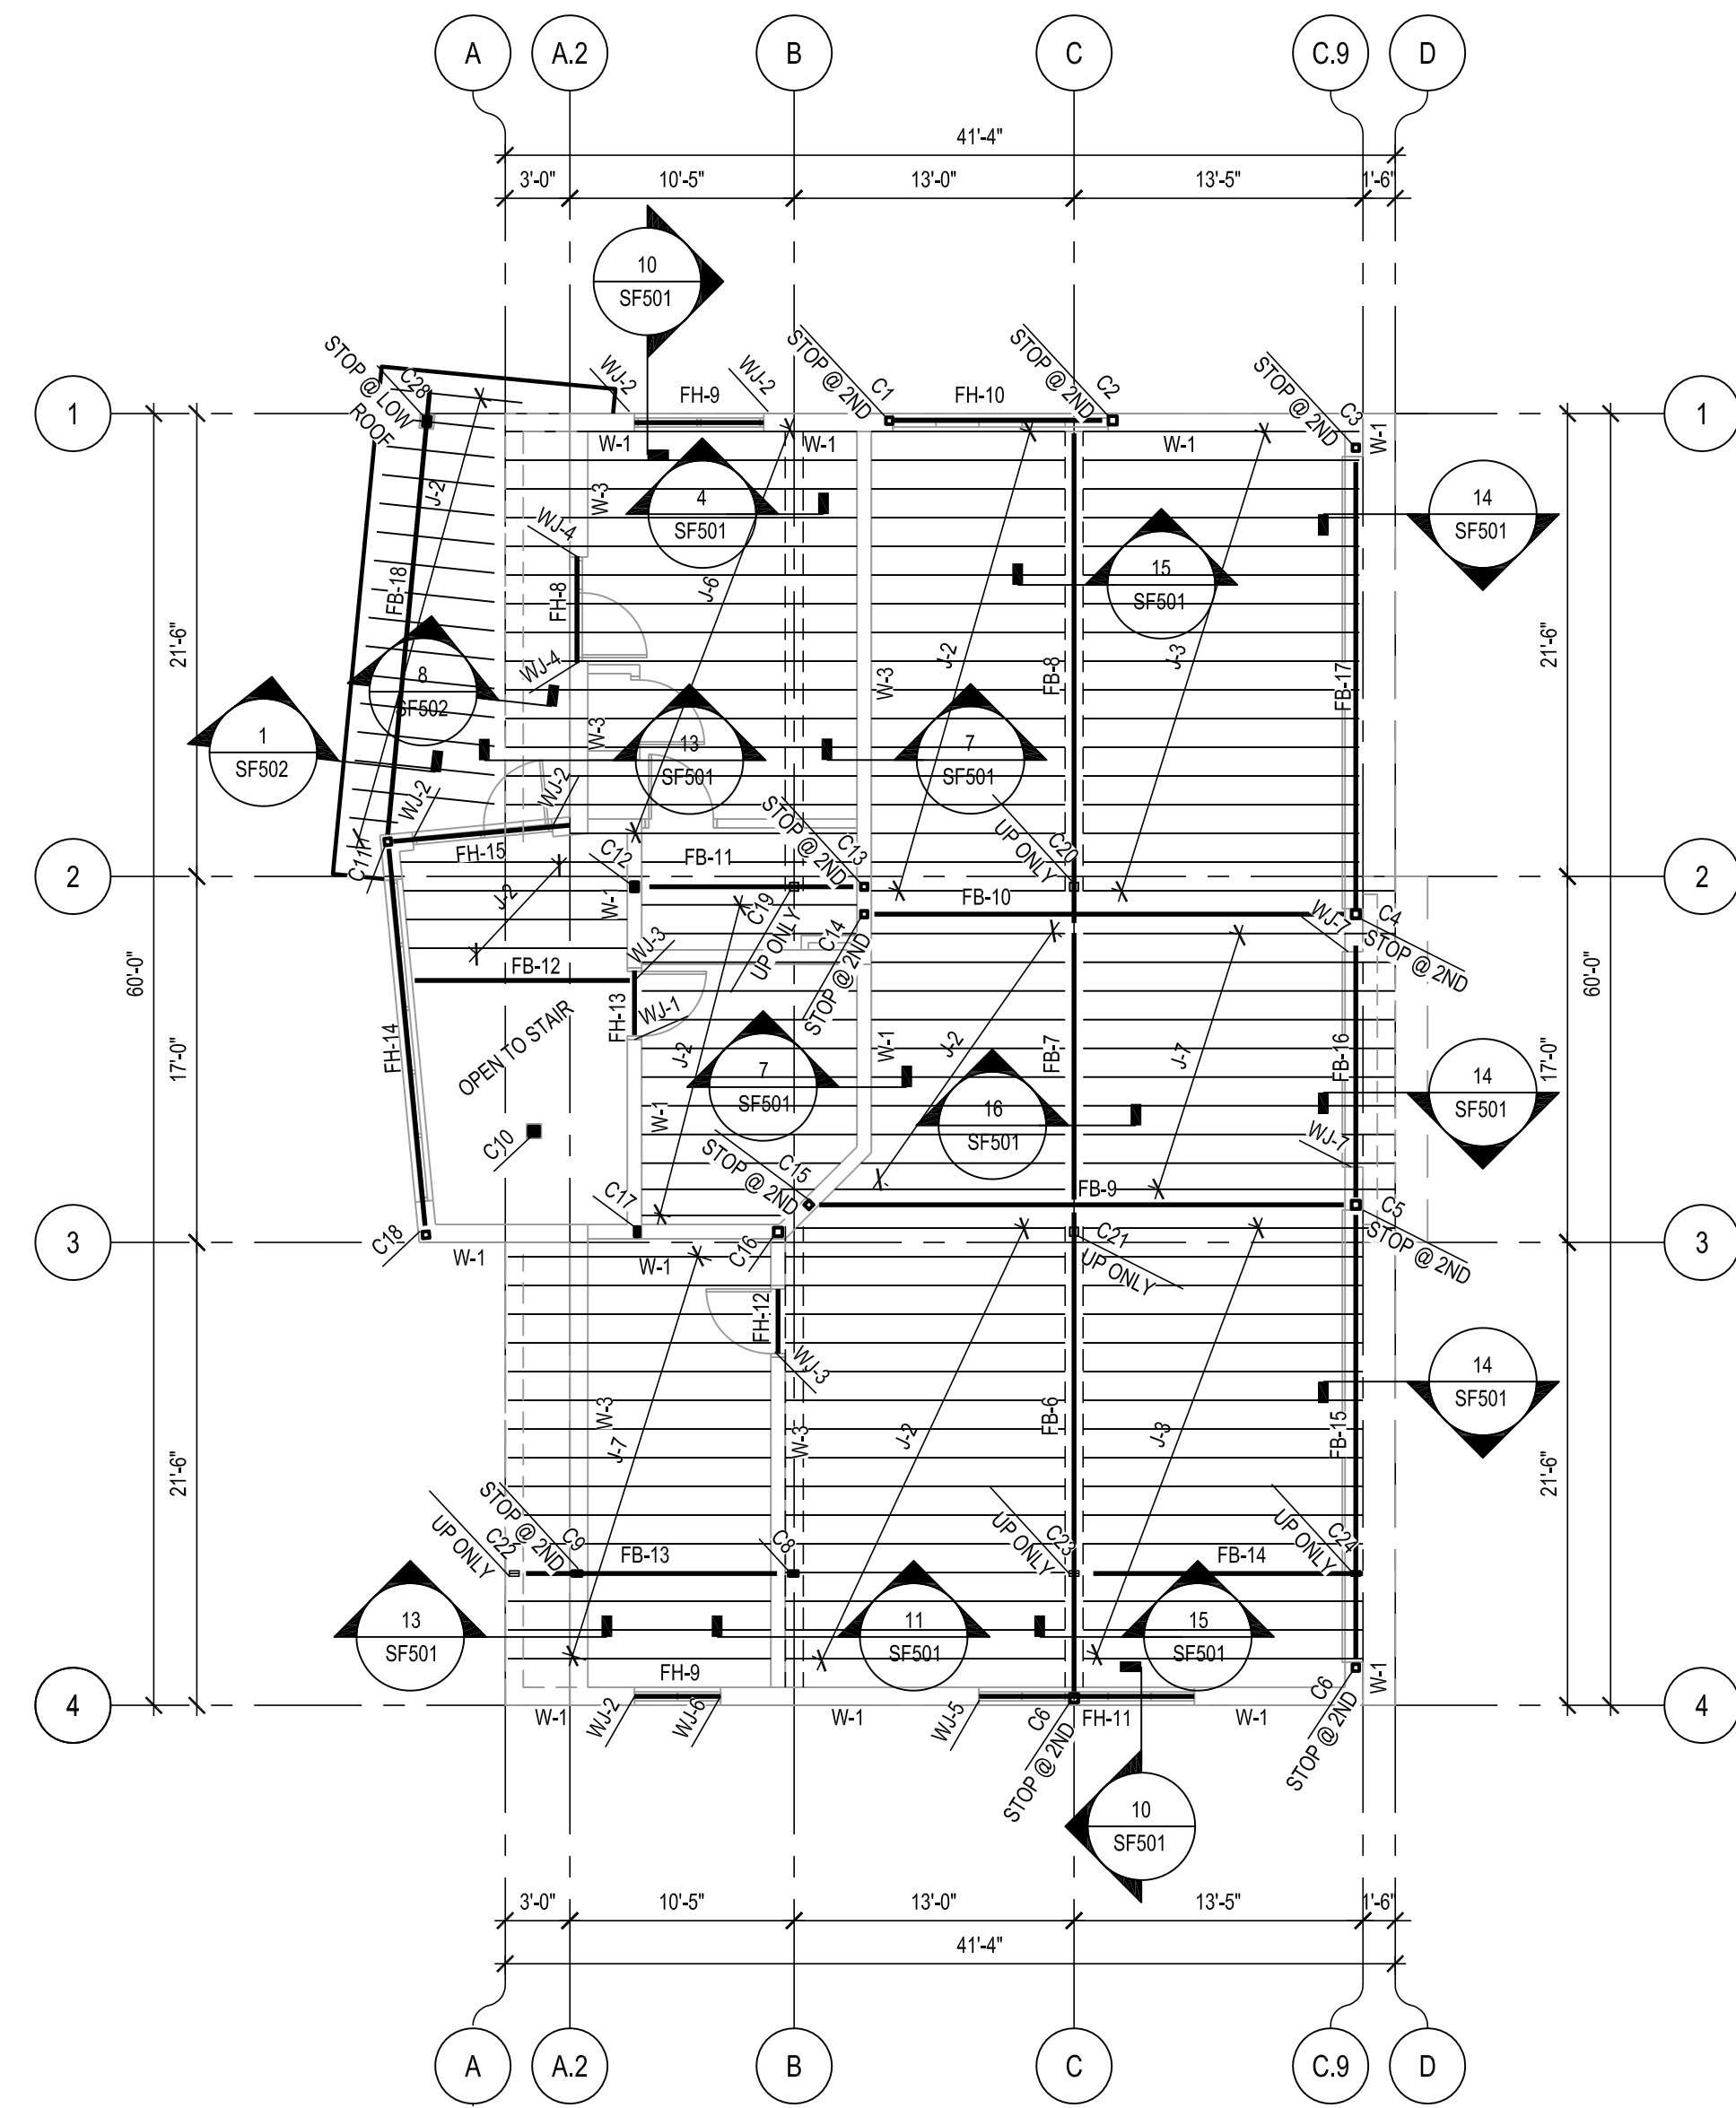 A
A.2
B
C
C.9
D
41'-4"
3'-0"
10'-5"
13'-0"
13'-5"
1'-6"
10
SF501
STOP @ LOW
ROOF
C28
WJ-2
FH-9
WJ-2
STOP @ 2ND
C1
FH-10
STOP @ 2ND
C2
STOP @ 2ND
C3
W-1
1
1
W-1
W-1
W-1
J-2
W-3
4
SF501
14
SF501
WJ-4
15
SF501
J-6
FB-18
FH-8
21'-6"
21'-6"
J-2
FB-8
J-3
FB-17
W-3
WJ-4
8
SF502
1
SF502
W-3
13
SF501
7
SF501
WJ-2
WJ-2
STOP @ 2ND
C13
UP ONLY
C20
C11
FH-15
C12
FB-11
2
2
J-2
W-1
C19
UP ONLY
FB-10
WJ-7
C4
STOP @ 2ND
C14
STOP @ 2ND
WJ-3
FB-12
60'-0"
60'-0"
FH-13
WJ-1
OPEN TO STAIR
FH-14
17'-0"
17'-0"
J-2
W-1
J-2
FB-7
J-7
FB-16
7
SF501
14
SF501
16
SF501
W-1
C10
WJ-7
C15
STOP @ 2ND
FB-9
C17
C5
STOP @ 2ND
C18
3
3
W-1
W-1
C16
C21
UP ONLY
FH-12
WJ-3
14
SF501
W-3
J-7
W-3
J-2
FB-6
J-3
FB-15
21'-6"
21'-6"
UP ONLY
C22
STOP @ 2ND
C9
FB-13
C8
UP ONLY
C23
FB-14
UP ONLY
C24
13
SF501
11
SF501
15
SF501
FH-9
W-1
4
4
W-1
WJ-2
WJ-6
W-1
WJ-5
C6
STOP @ 2ND
FH-11
W-1
C6
STOP @ 2ND
10
SF501
3'-0"
10'-5"
13'-0"
13'-5"
1'-6"
41'-4"
A
A.2
B
C
C.9
D